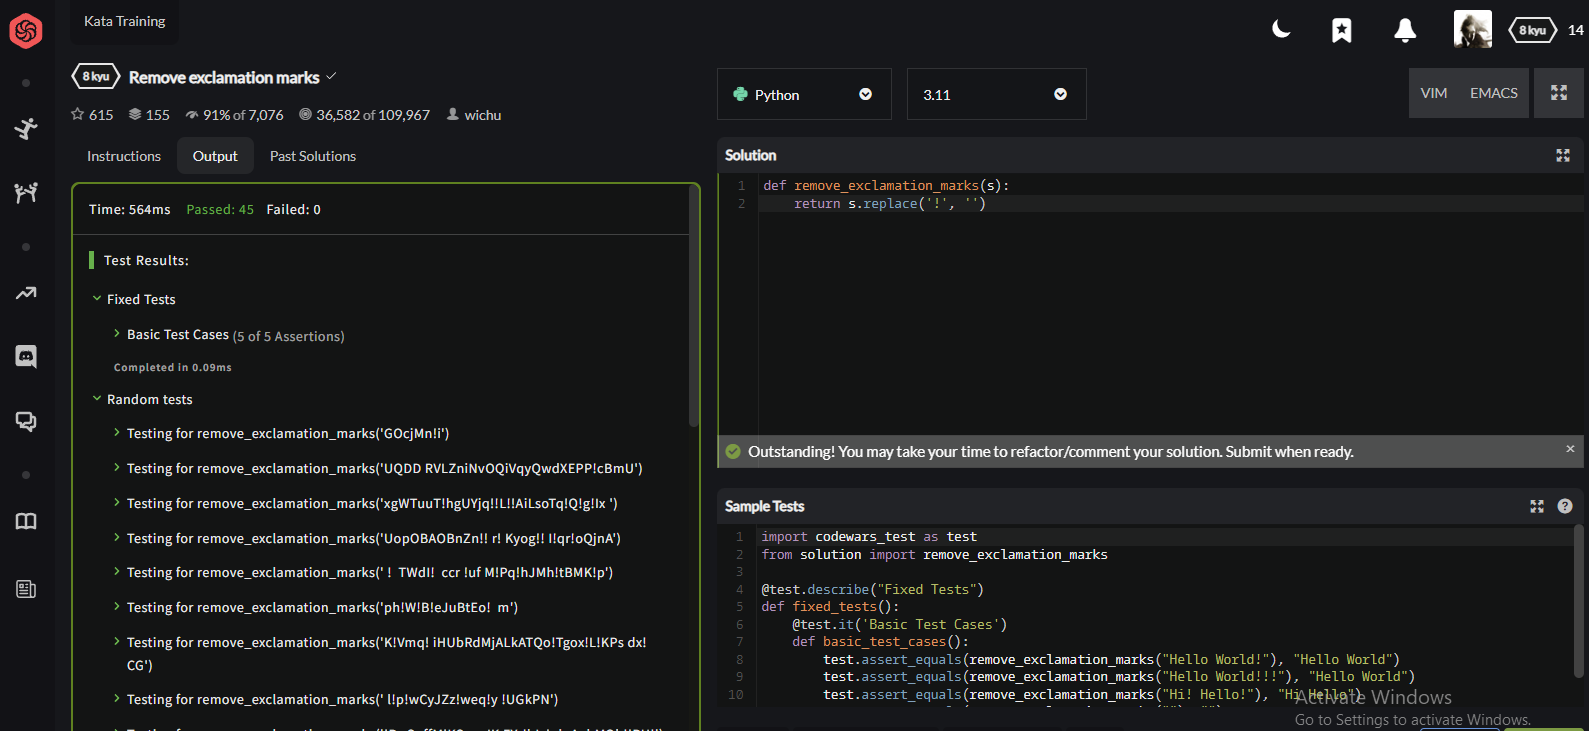 Kata Training
8 kyu
14
8 kyu Remove exclamation marks
615 155 91% of 7,076 36,582 of 109,967 wichu
Instructions Output Past Solutions
Time: 564ms Passed: 45 Failed: 0
Test Results:
Fixed Tests
Basic Test Cases (5 of 5 Assertions)
Completed in 0.09ms
Random tests
Testing for remove_exclamation_marks('GOcjMn!i')
Testing for remove_exclamation_marks('UQDD RVLZniNvOQiVqyQwdXEPP!cBmU')
Testing for remove_exclamation_marks('xgWTuuT!hgUYjq!!L!!AiLsoTq!Q!g!Ix ')
Testing for remove_exclamation_marks('UopOBAOBnZn!! r! Kyog!! I!qr!oQjnA')
Testing for remove_exclamation_marks(' !  TWdI!  ccr !uf M!Pq!hJMh!tBMK!p')
Testing for remove_exclamation_marks('ph!W!B!eJuBtEo!  m')
Testing for remove_exclamation_marks('K!Vmq! iHUbRdMjALkATQo!Tgox!L!KPs dx!
CG')
Testing for remove_exclamation_marks(' l!p!wCyJZz!weq!y !UGkPN')
Python
3.11
VIM EMACS
Solution
1 def remove_exclamation_marks(s):
2     return s.replace('!', '')
Outstanding! You may take your time to refactor/comment your solution. Submit when ready.
Sample Tests
1 import codewars_test as test
2 from solution import remove_exclamation_marks
3
4 @test.describe("Fixed Tests")
5 def fixed_tests():
6     @test.it('Basic Test Cases')
7     def basic_test_cases():
8         test.assert_equals(remove_exclamation_marks("Hello World!"), "Hello World")
9         test.assert_equals(remove_exclamation_marks("Hello World!!!"), "Hello World")
10         test.assert_equals(remove_exclamation_marks("Hi! Hello!"), "Hi Hello")
Activate Windows
Go to Settings to activate Windows.